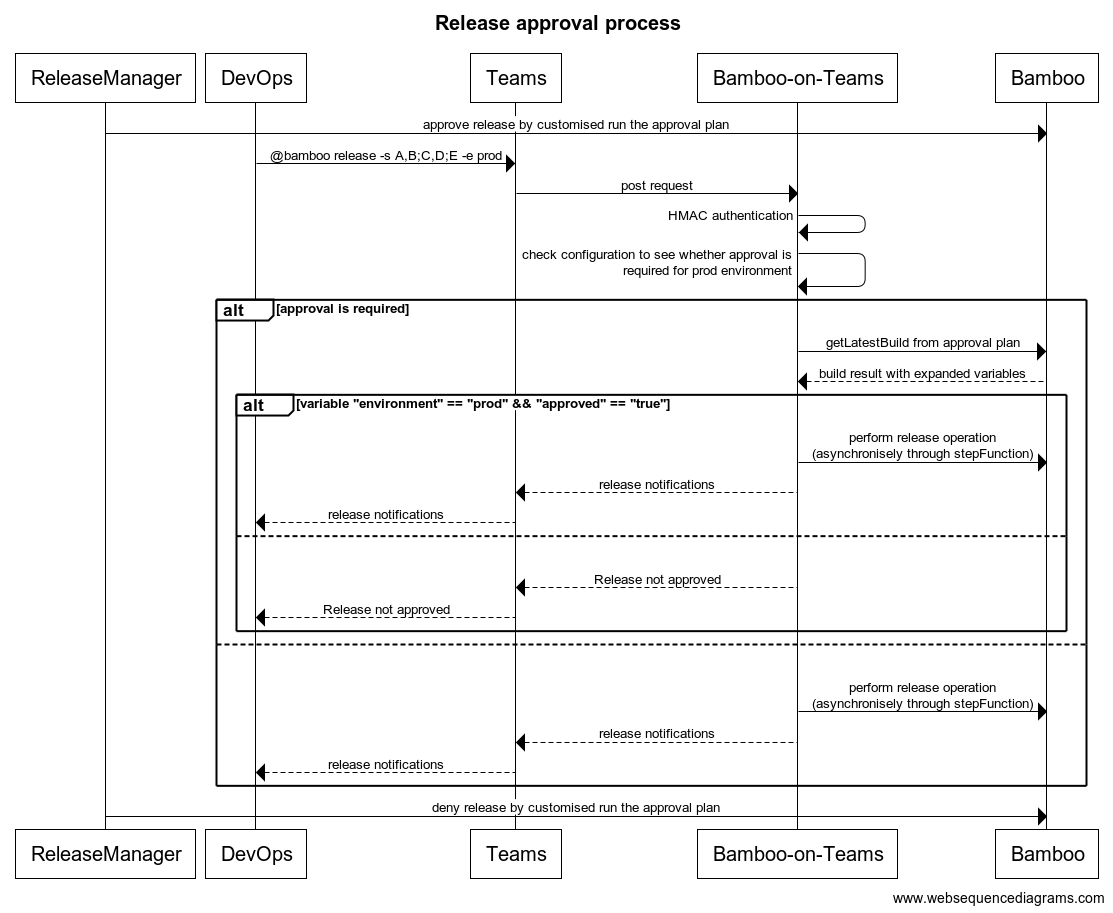 Release approval process
ReleaseManager
DevOps
Teams
Bamboo-on-Teams
Bamboo
approve release by customised run the approval plan
@bamboo release -s A,B;C,D;E -e prod
post request
HMAC authentication
check configuration to see whether approval is
required for prod environment
alt
[approval is required]
getLatestBuild from approval plan
build result with expanded variables
alt
[variable "environment" == "prod" && "approved" == "true"]
perform release operation
(asynchronisely through stepFunction)
release notifications
release notifications
Release not approved
Release not approved
perform release operation
(asynchronisely through stepFunction)
release notifications
release notifications
deny release by customised run the approval plan
ReleaseManager
DevOps
Teams
Bamboo-on-Teams
Bamboo
www.websequencediagrams.com